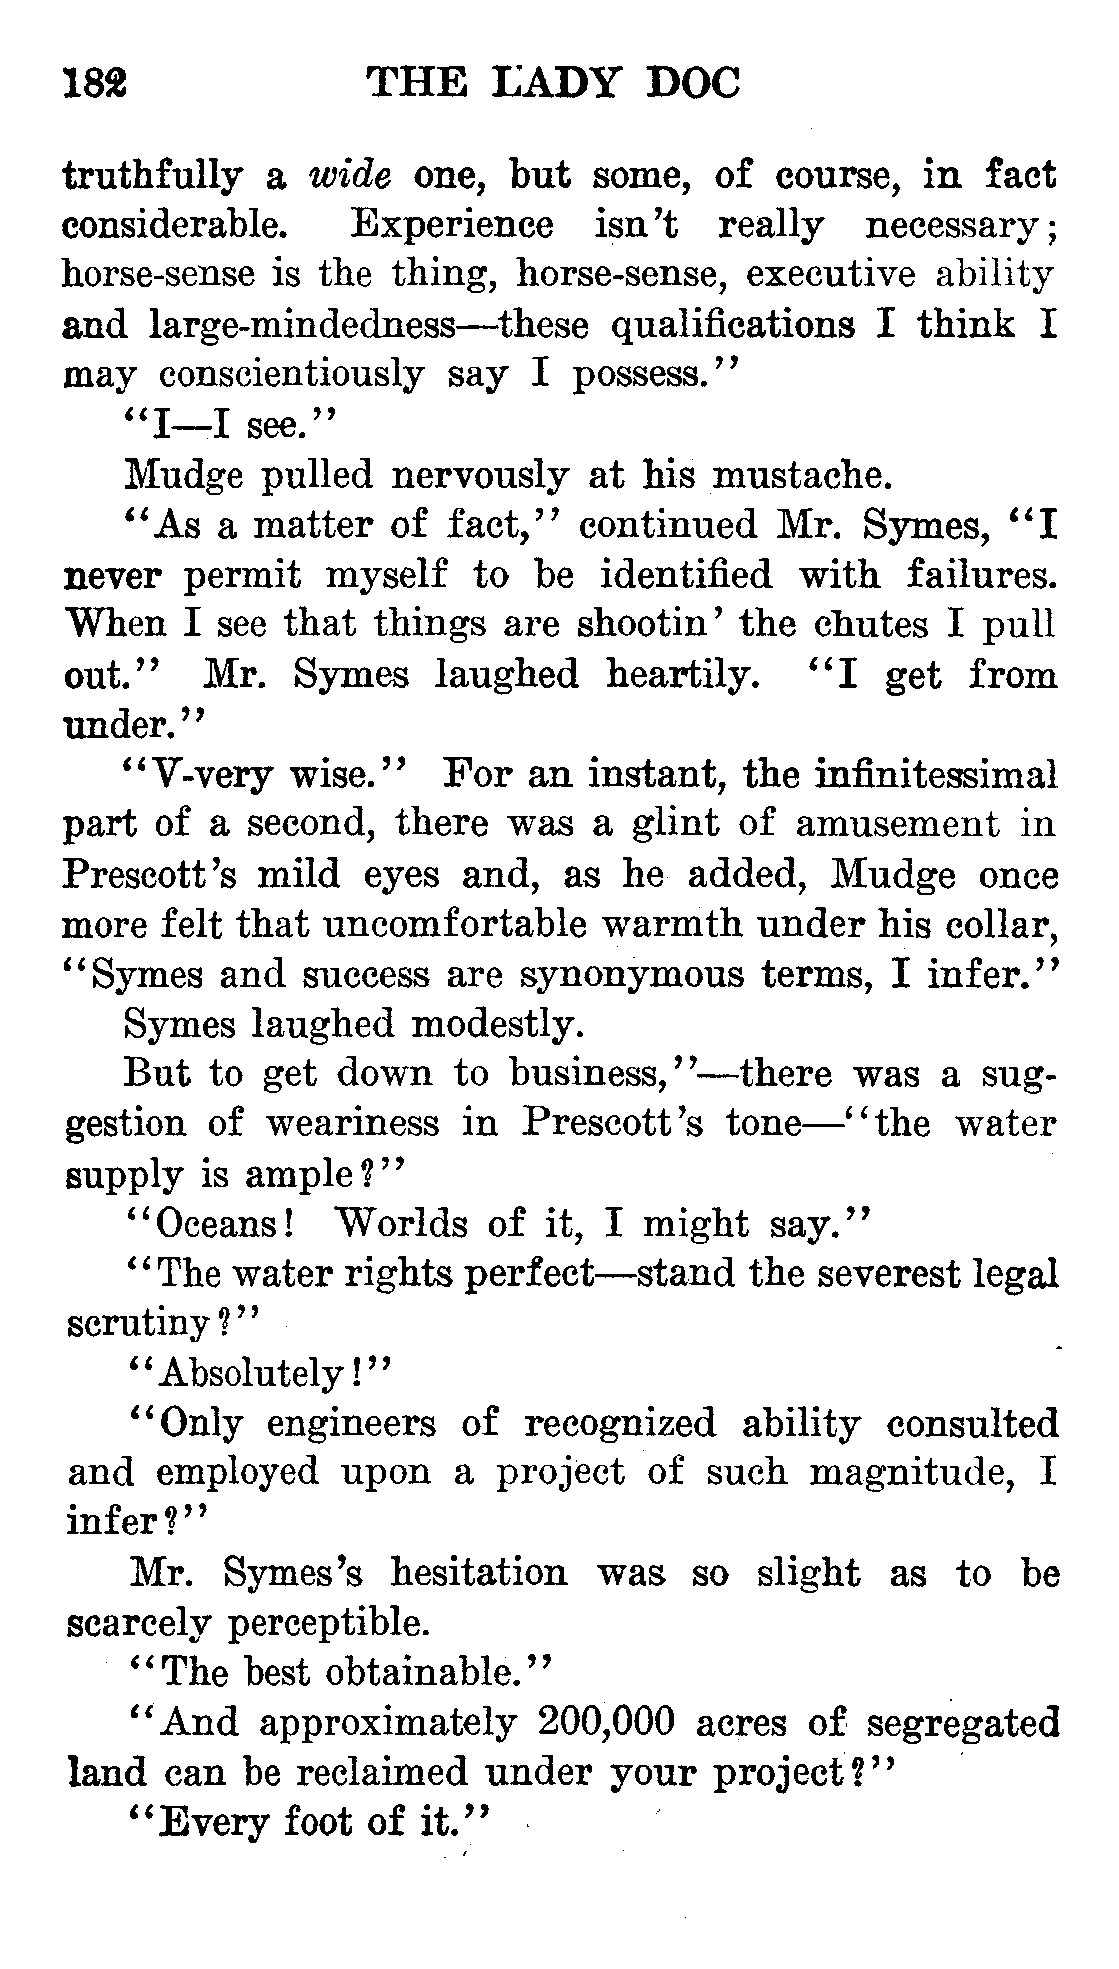 182 THE LADY DOC
truthfully a wide one, but some, of course, in fact
considerable. Experience isn't really necessary;
horse-sense is the thing, horse-sense, executive ability
and large-mindedness—these qualifications I think I
may conscientiously say I possess."
"I—I see."
Mudge pulled nervously at his mustache.
"As a matter of fact," continued Mr. Symes, "I
never permit myself to be identified with failures.
When I see that things are shootin' the chutes I pull
out." Mr. Symes laughed heartily. "I get from
under."
"V-very wise." For an instant, the infinitessimal
part of a second, there was a glint of amusement in
Prescott's mild eyes and, as he added, Mudge once
more felt that uncomfortable warmth under his collar,
"Symes and success are synonymous terms, I infer."
Symes laughed modestly.
But to get down to business,"—there was a sug-
gestion of weariness in Prescott's tone—"the water
supply is ample?"
"Oceans! Worlds of it, I might say."
"The water rights perfect—stand the severest legal
scrutiny?"
"Absolutely!"
"Only engineers of recognized ability consulted
and employed upon a project of such magnitude, I
infer?"
Mr. Symes's hesitation was so slight as to be
scarcely perceptible.
"The best obtainable."
"And approximately 200,000 acres of segregated
land can be reclaimed under your project?"
"Every foot of it."